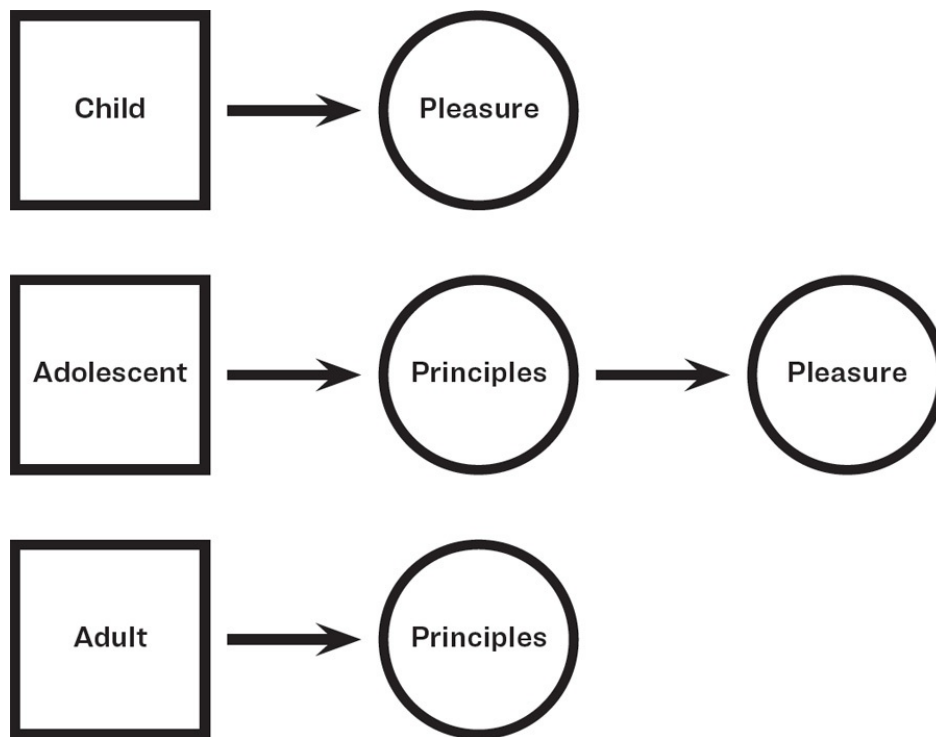 Child
Pleasure
Adolescent
Principles
Pleasure
Adult
Principles